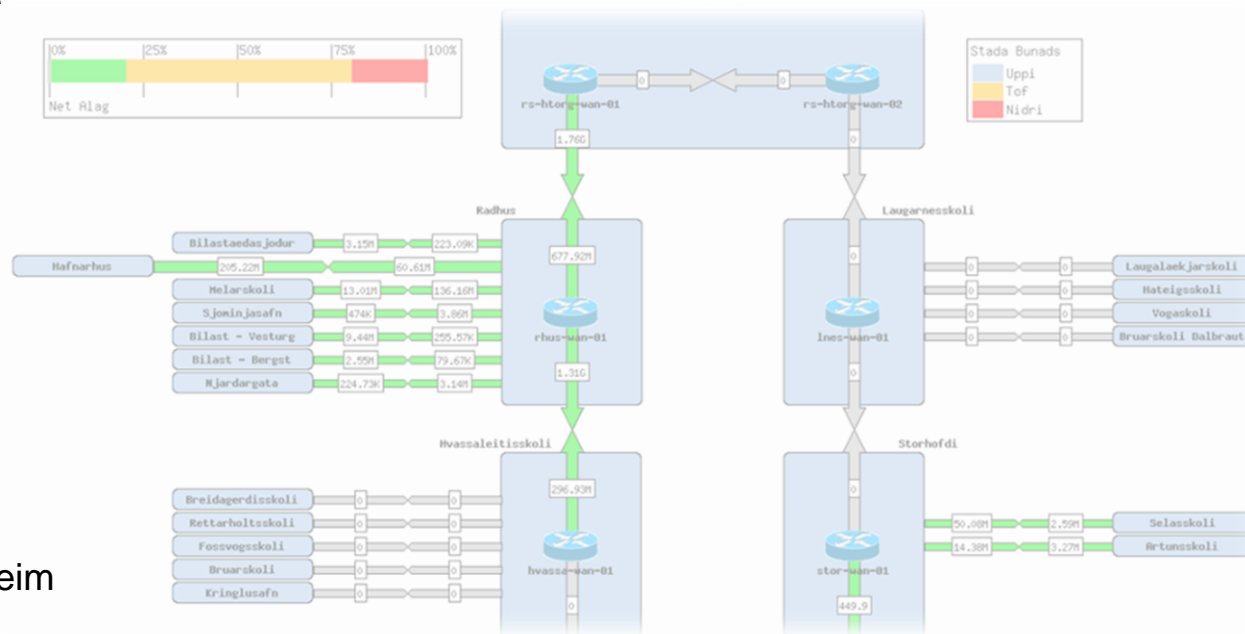 0% 25% 50% 75% 100%
Net Alag
Stada Bunads
Uppi
Tof
Nidri
0 0
rs-htorg-wan-01 rs-htorg-wan-02
1.76G 0
Radhus Laugarnesskoli
Bilastaedasjodur 3.15M 223.09K
677.92M 0
Hafnarhus 205.22M 60.61M
0 0 Laugalaekjarskoli
Melarskoli 13.01M 136.16M
0 0 Hateigsskoli
Sjominjasafn 474K 3.86M
0 0 Vogaskoli
Bilast - Vesturg 9.44M 255.57K
rhus-wan-01 lnes-wan-01
0 0 Bruarskoli Dalbraut
Bilast - Bergst 2.55M 79.67K
1.31G 0
Njardargata 224.73K 3.14M
Hvassaleitisskoli Storhofdi
296.93M 0
Breidagerdisskoli 0 0
Rettarholtsskoli 0 0
50.08M 2.59M Selasskoli
Fossvogsskoli 0 0
14.38M 3.27M Artunsskoli
Bruarskoli 0 0
hvassa-wan-01 stor-wan-01
eim
Kringlusafn 0 0
0 449.9